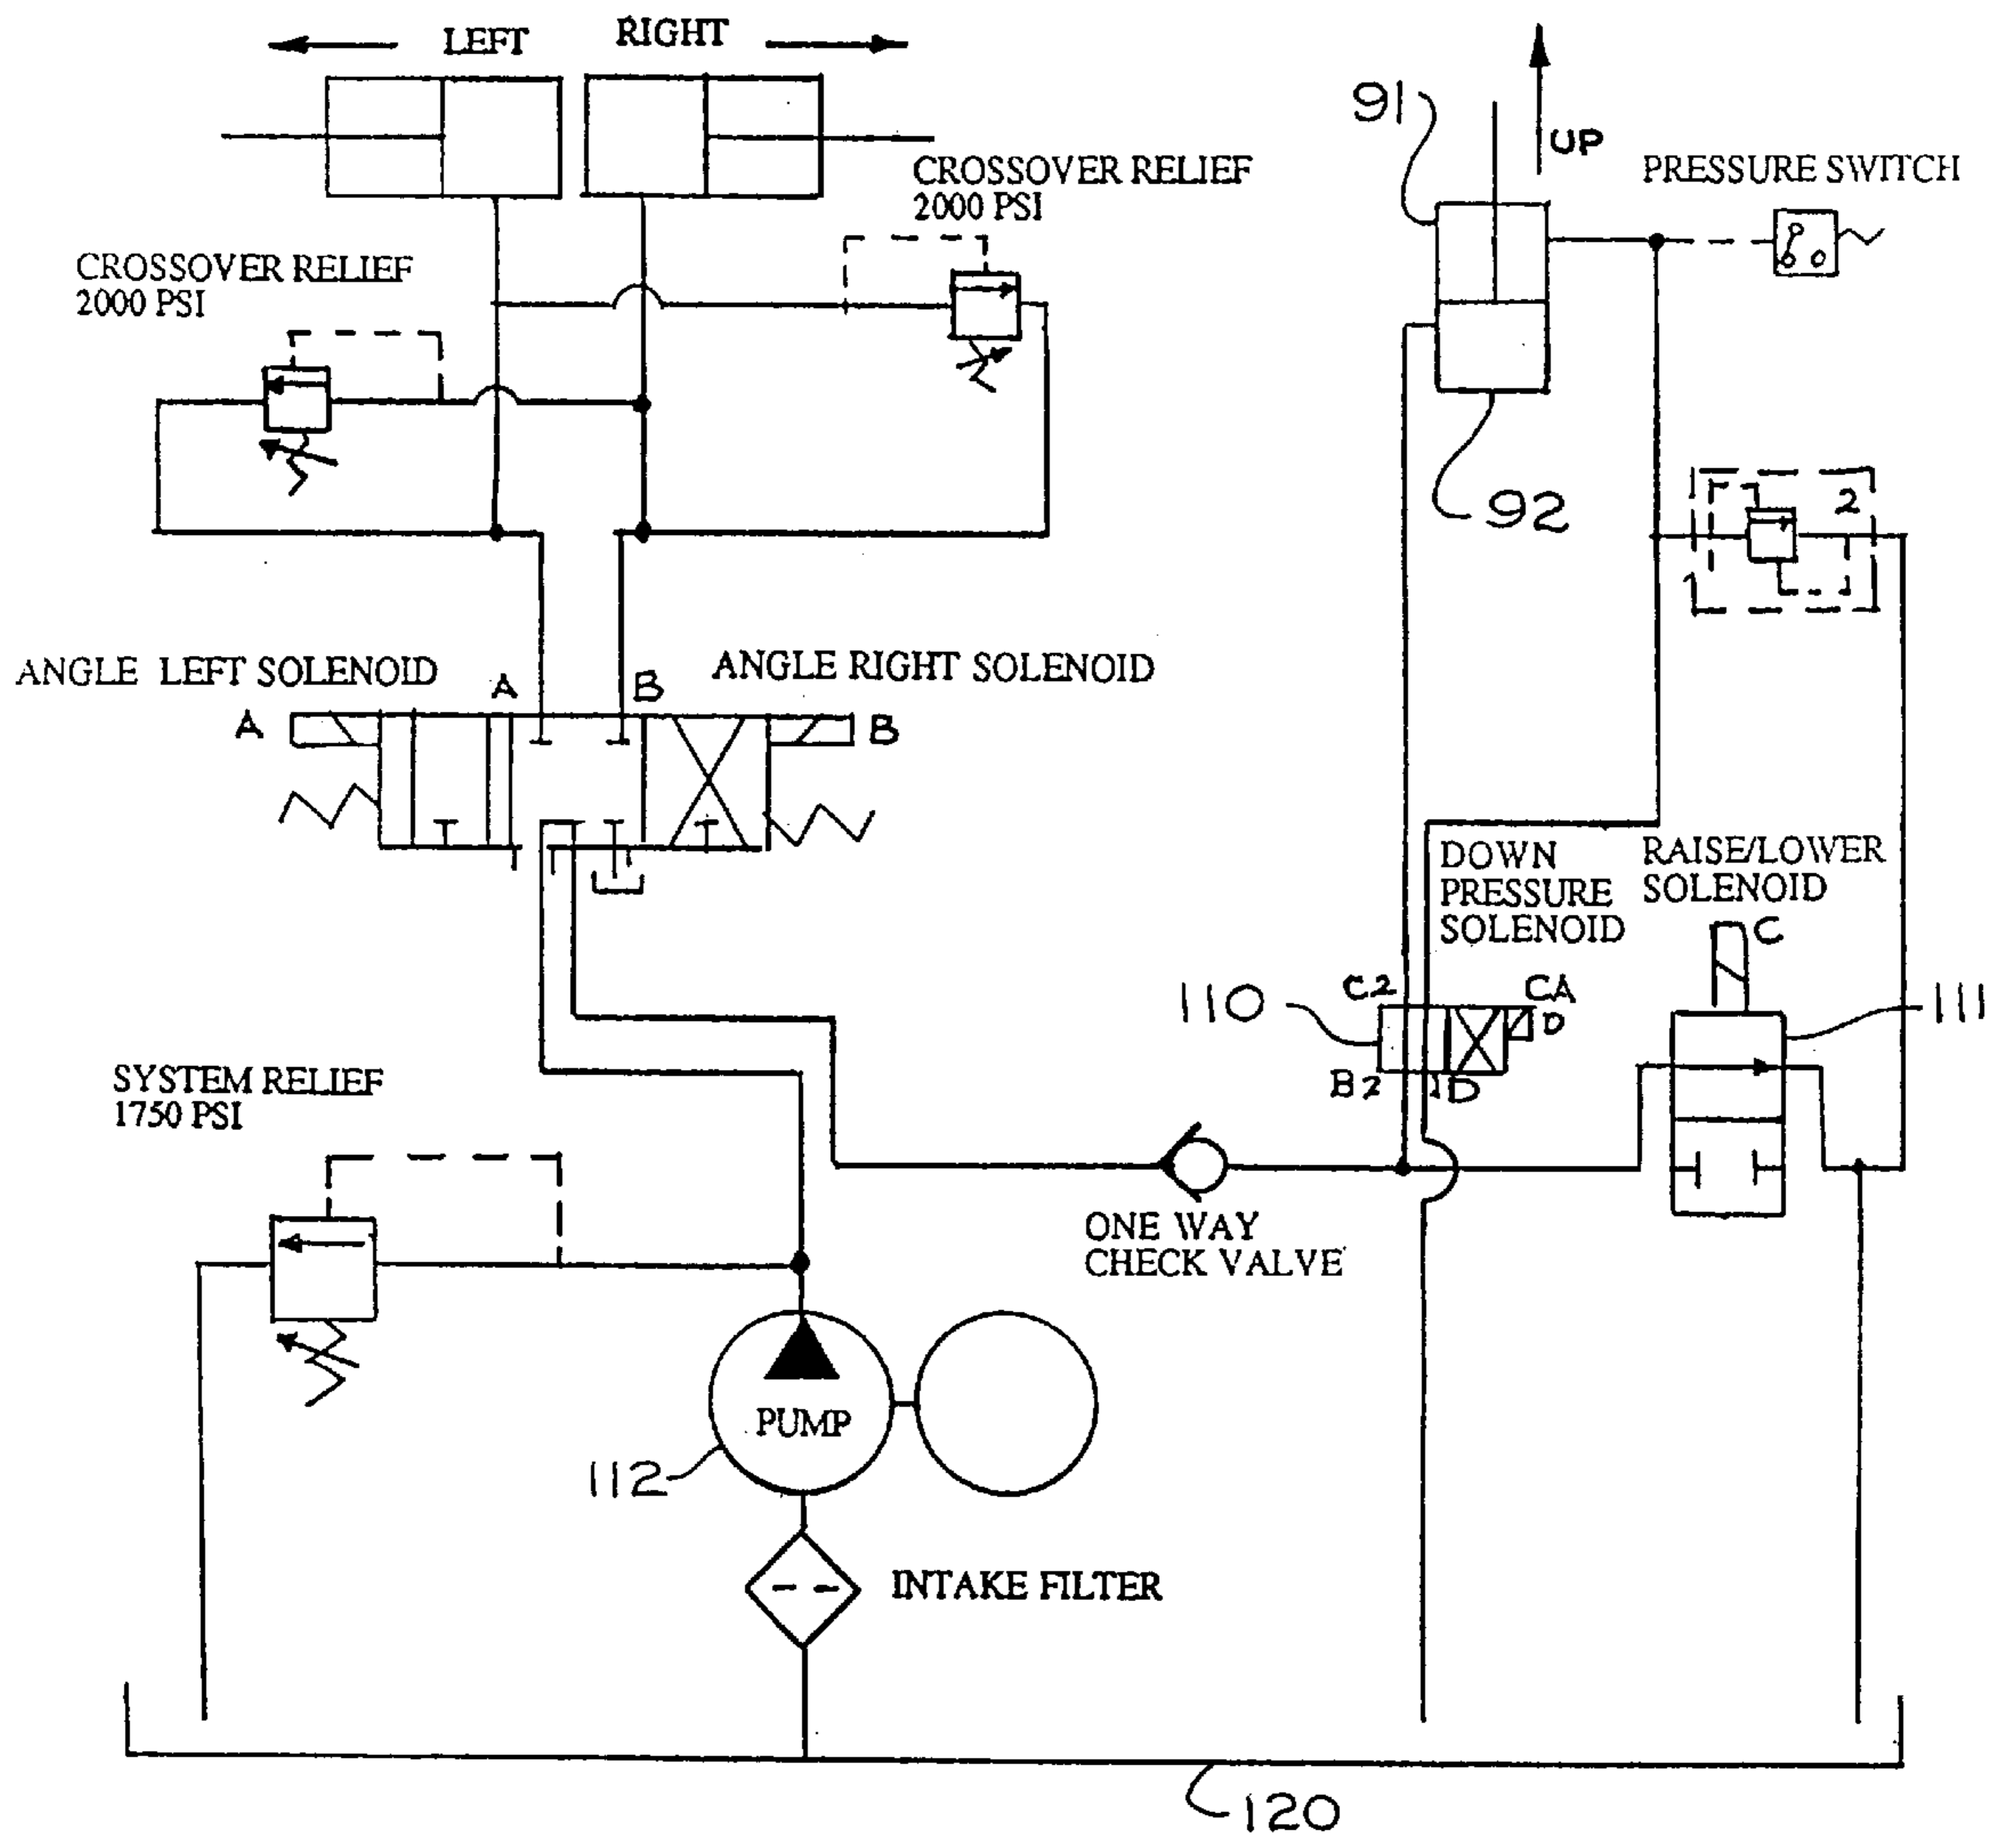 LEFT
RIGHT
91
UP
CROSSOVER RELIEF
2000 PSI
PRESSURE SWITCH
CROSSOVER RELIEF
2000 PSI
92
2
1
ANGLE LEFT SOLENOID
A
B
ANGLE RIGHT SOLENOID
A
B
DOWN
PRESSURE
SOLENOID
RAISE/LOWER
SOLENOID
C
110
C2
CA
D
111
B2
D
SYSTEM RELIEF
1750 PSI
ONE WAY
CHECK VALVE
PUMP
112
INTAKE FILTER
120